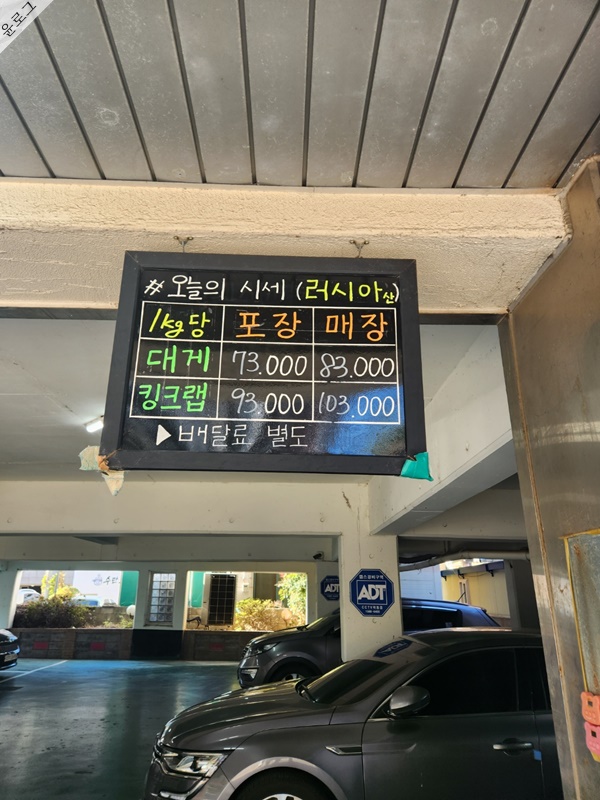 윤로그
# 오늘의 시세 (러시아산)
1kg당 포장 매장
대게 73.000 83.000
킹크랩 93.000 103.000
▶배달료 별도
ADT
ADT